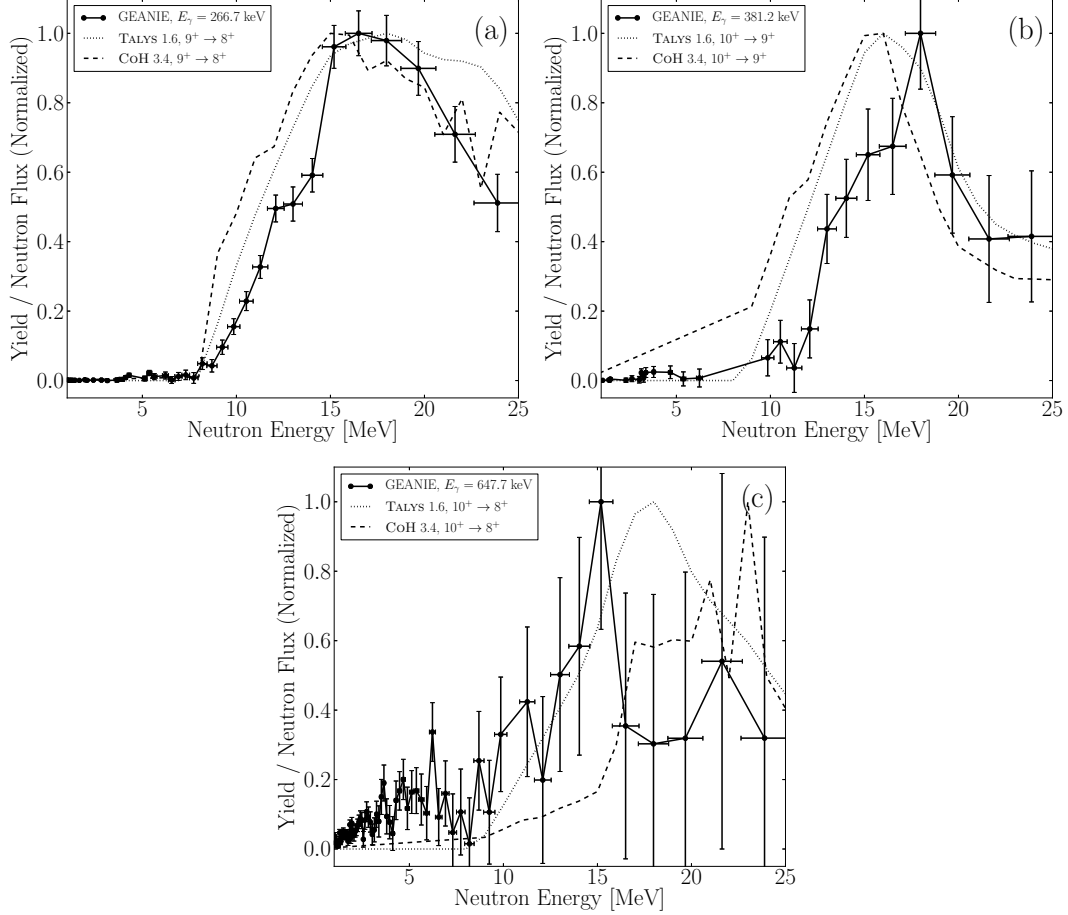 GEANIE, Eγ = 266.7 keV
TALYS 1.6, 9⁺ → 8⁺
CoH 3.4, 9⁺ → 8⁺
(a)
1.0
0.8
0.6
0.4
0.2
0.0
Yield / Neutron Flux (Normalized)
5 10 15 20 25
Neutron Energy [MeV]
GEANIE, Eγ = 381.2 keV
TALYS 1.6, 10⁺ → 9⁺
CoH 3.4, 10⁺ → 9⁺
(b)
1.0
0.8
0.6
0.4
0.2
0.0
Yield / Neutron Flux (Normalized)
5 10 15 20 25
Neutron Energy [MeV]
GEANIE, Eγ = 647.7 keV
TALYS 1.6, 10⁺ → 8⁺
CoH 3.4, 10⁺ → 8⁺
(c)
1.0
0.8
0.6
0.4
0.2
0.0
Yield / Neutron Flux (Normalized)
5 10 15 20 25
Neutron Energy [MeV]